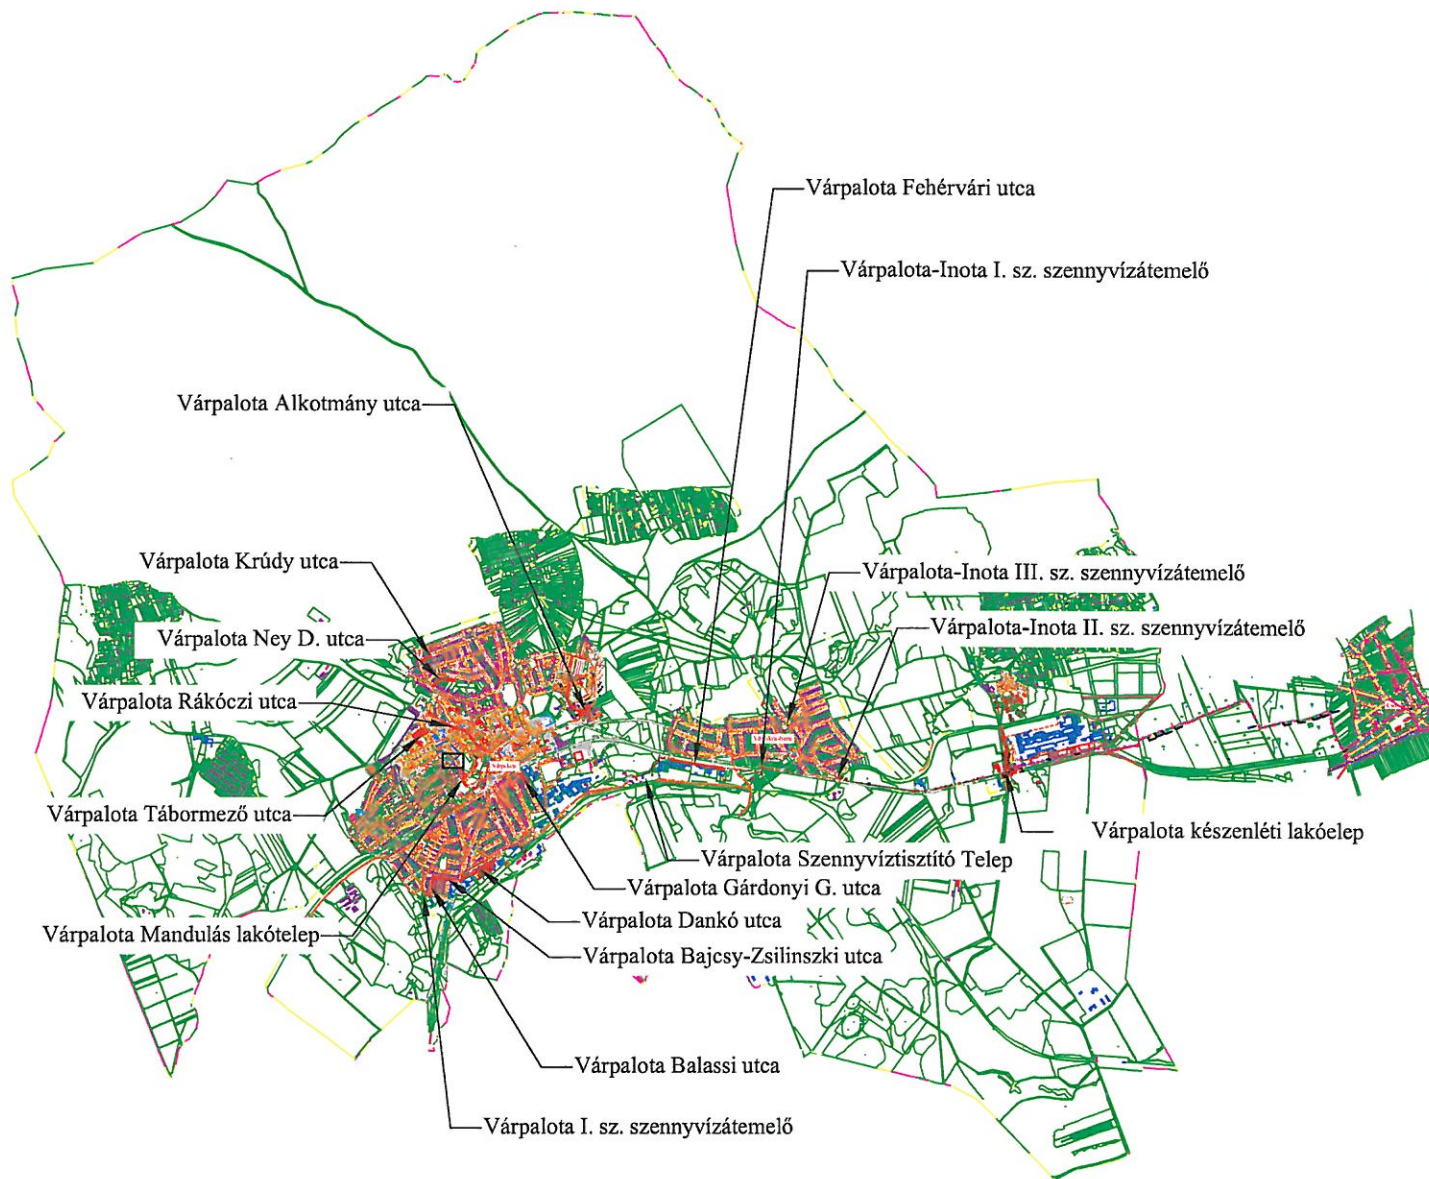 Várpalota Fehérvári utca
Várpalota-Inota I. sz. szennyvízátemelő
Várpalota Alkotmány utca
Várpalota Krúdy utca
Várpalota-Inota III. sz. szennyvízátemelő
Várpalota Ney D. utca
Várpalota-Inota II. sz. szennyvízátemelő
Várpalota Rákóczi utca
Várpalota
Várpalota Tábormező utca
Várpalota készenléti lakóelep
Várpalota Szennyvíztisztító Telep
Várpalota Gárdonyi G. utca
Várpalota Dankó utca
Várpalota Mandulás lakótelep
Várpalota Bajcsy-Zsilinszki utca
Várpalota Balassi utca
Várpalota I. sz. szennyvízátemelő